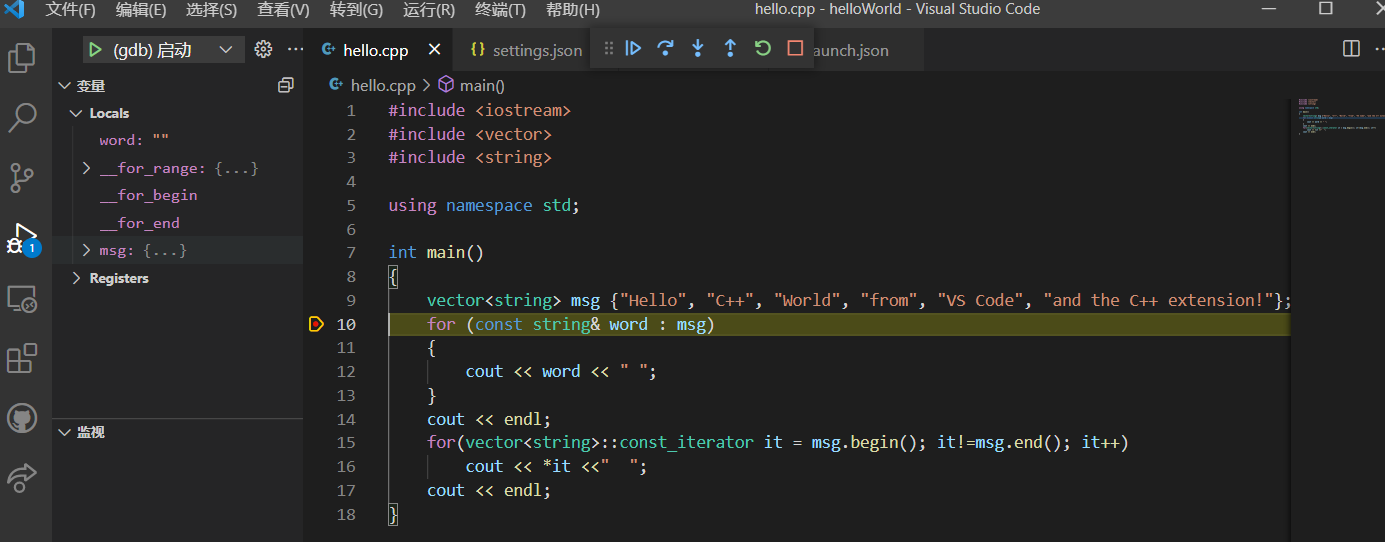 文件(F) 编辑(E) 选择(S) 查看(V) 转到(G) 运行(R) 终端(T) 帮助(H) hello.cpp - helloWorld - Visual Studio Code
(gdb) 启动 hello.cpp {} settings.json aunch.json
变量
Locals
word: ""
__for_range: {...}
__for_begin
__for_end
msg: {...}
Registers
监视
1
hello.cpp > main()
1 #include <iostream>
2 #include <vector>
3 #include <string>
4
5 using namespace std;
6
7 int main()
8 {
9 vector<string> msg {"Hello", "C++", "World", "from", "VS Code", "and the C++ extension!"};
10 for (const string& word : msg)
11 {
12 cout << word << " ";
13 }
14 cout << endl;
15 for(vector<string>::const_iterator it = msg.begin(); it!=msg.end(); it++)
16 cout << *it <<"  ";
17 cout << endl;
18 }